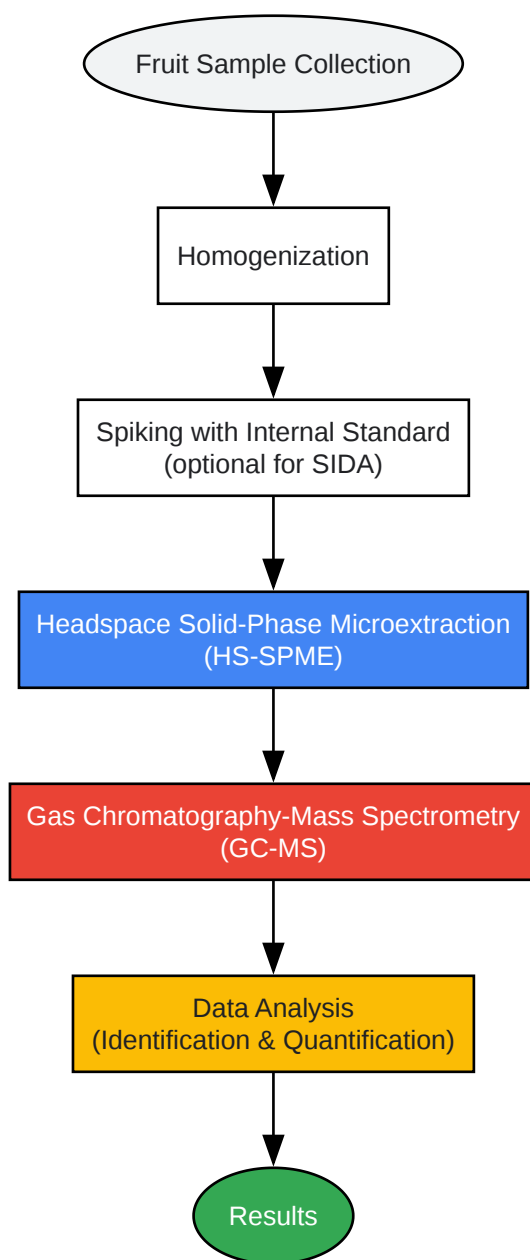 Fruit Sample Collection
Homogenization
Spiking with Internal Standard
(optional for SIDA)
Headspace Solid-Phase Microextraction
(HS-SPME)
Gas Chromatography-Mass Spectrometry
(GC-MS)
Data Analysis
(Identification & Quantification)
Results